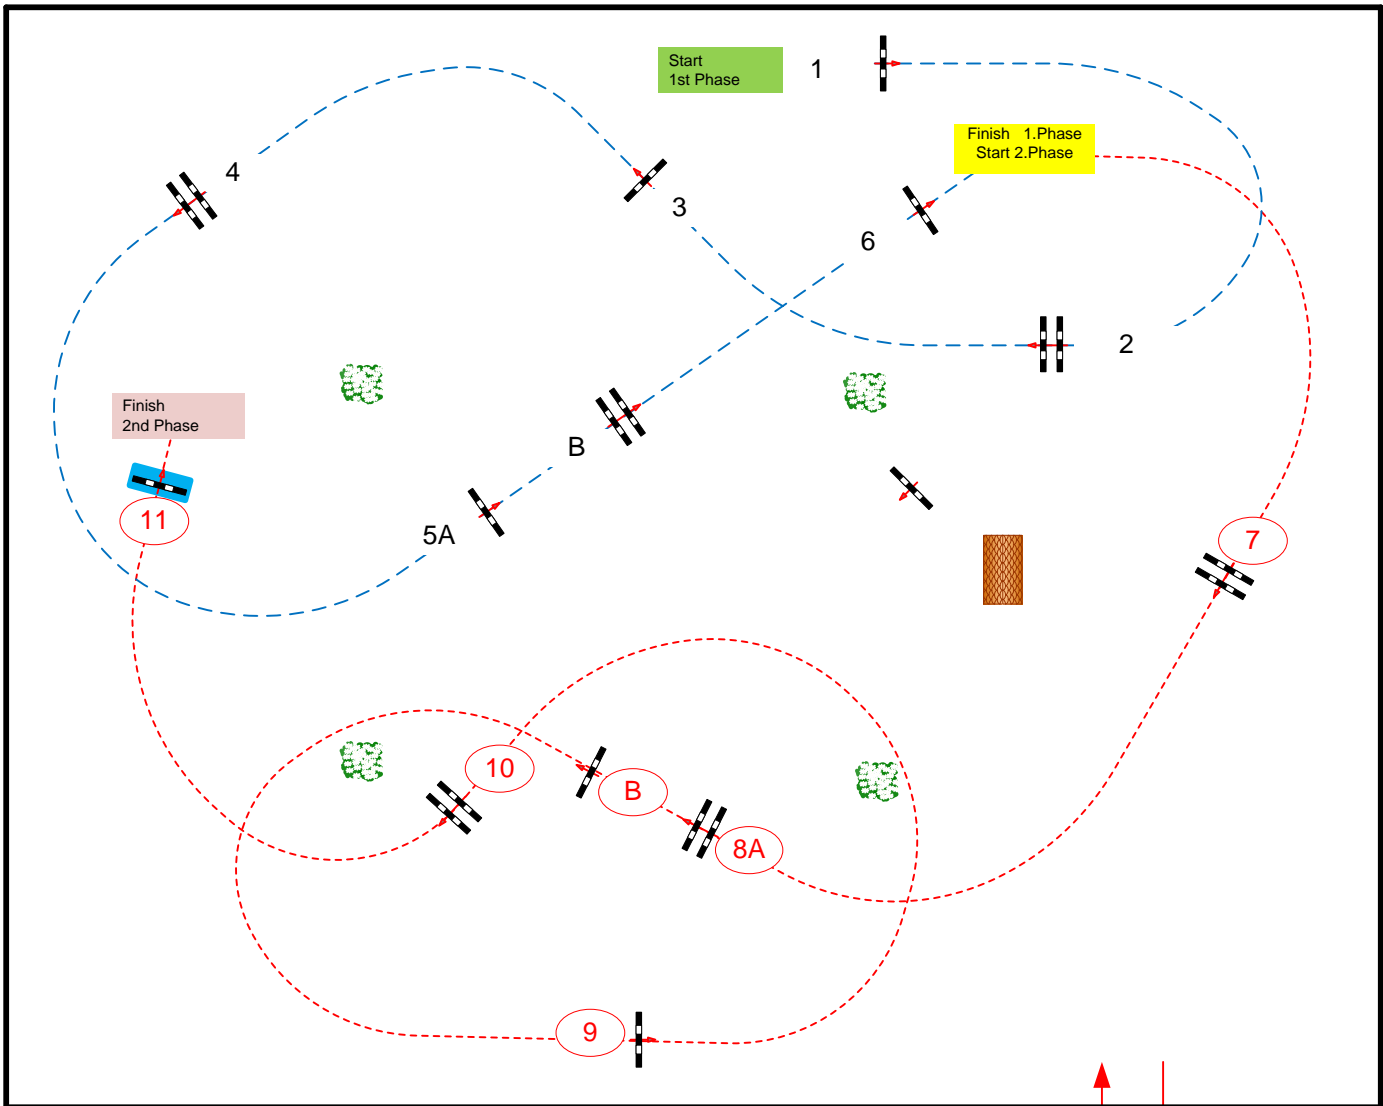 Start
1st Phase
1
Finish 1.Phase
Start 2.Phase
4
3
6
2
Finish
2nd Phase
B
5A
11
7
10
B
8A
9